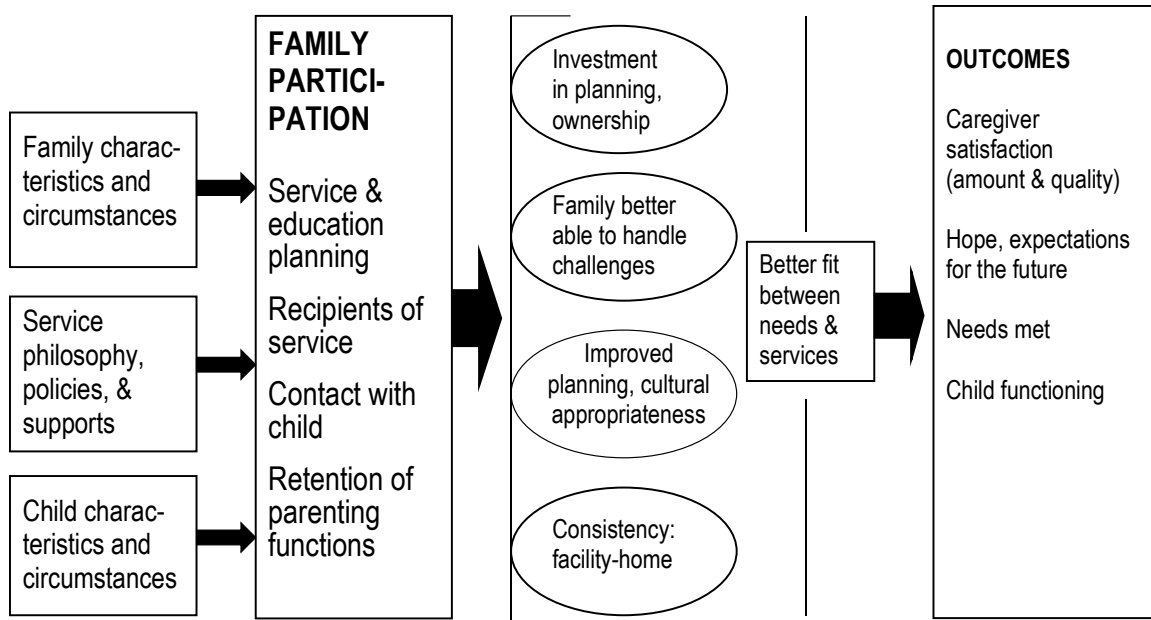 Family charac-
teristics and
circumstances
Service
philosophy,
policies, &
supports
Child charac-
teristics and
circumstances
FAMILY
PARTICI-
PATION
Service &
education
planning
Recipients of
service
Contact with
child
Retention of
parenting
functions
Investment
in planning,
ownership
Family better
able to handle
challenges
Improved
planning, cultural
appropriateness
Consistency:
facility-home
Better fit
between
needs &
services
OUTCOMES
Caregiver
satisfaction
(amount & quality)
Hope, expectations
for the future
Needs met
Child functioning